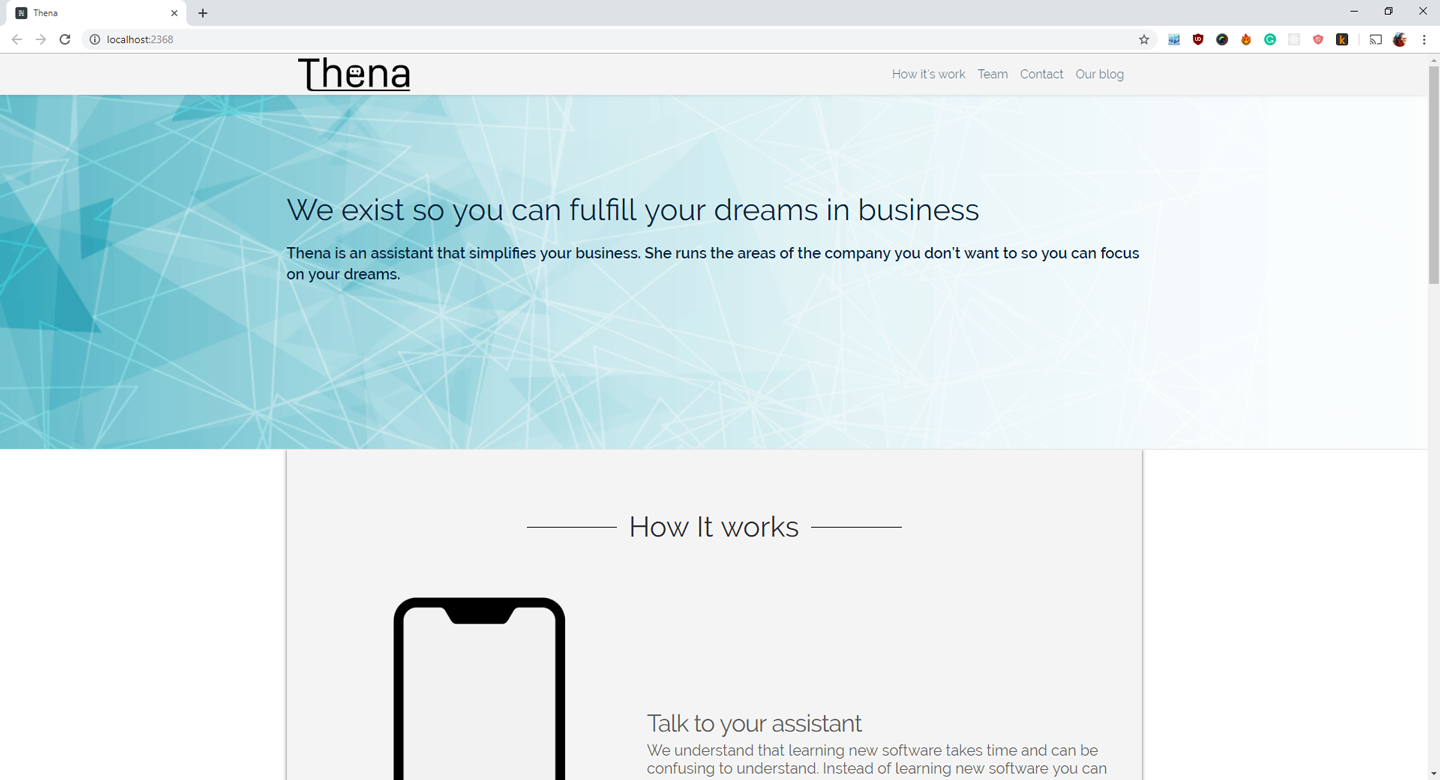 Thena
localhost:2368
Thena
How it's work Team Contact Our blog
We exist so you can fulfill your dreams in business
Thena is an assistant that simplifies your business. She runs the areas of the company you don't want to so you can focus
on your dreams.
How It works
Talk to your assistant
We understand that learning new software takes time and can be
confusing to understand. Instead of learning new software you can